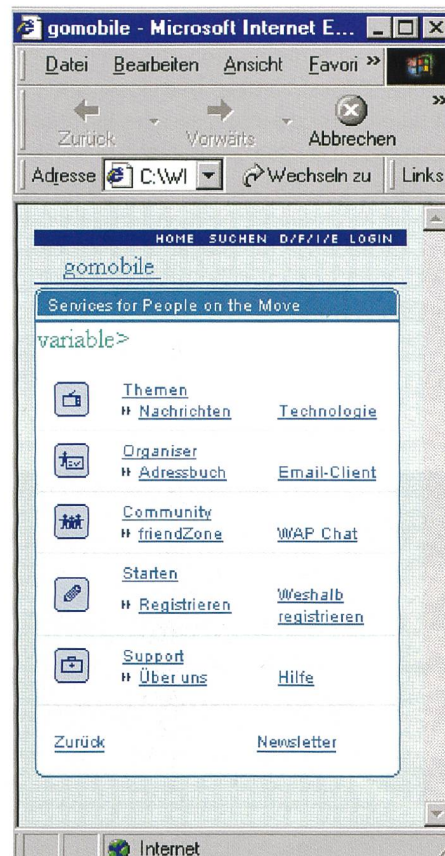 gomobile - Microsoft Internet E...
Datei Bearbeiten Ansicht Favori »
Zurück Vorwärts Abbrechen »
Adresse C:\WI Wechseln zu Links
HOME SUCHEN D/F/I/E LOGIN
gomobile
Services for People on the Move
variable>
Themen
Nachrichten Technologie
Organiser
Adressbuch Email-Client
Community
friendZone WAP Chat
Starten
Registrieren Weshalb
registrieren
Support
Über uns Hilfe
Zurück Newsletter
Internet